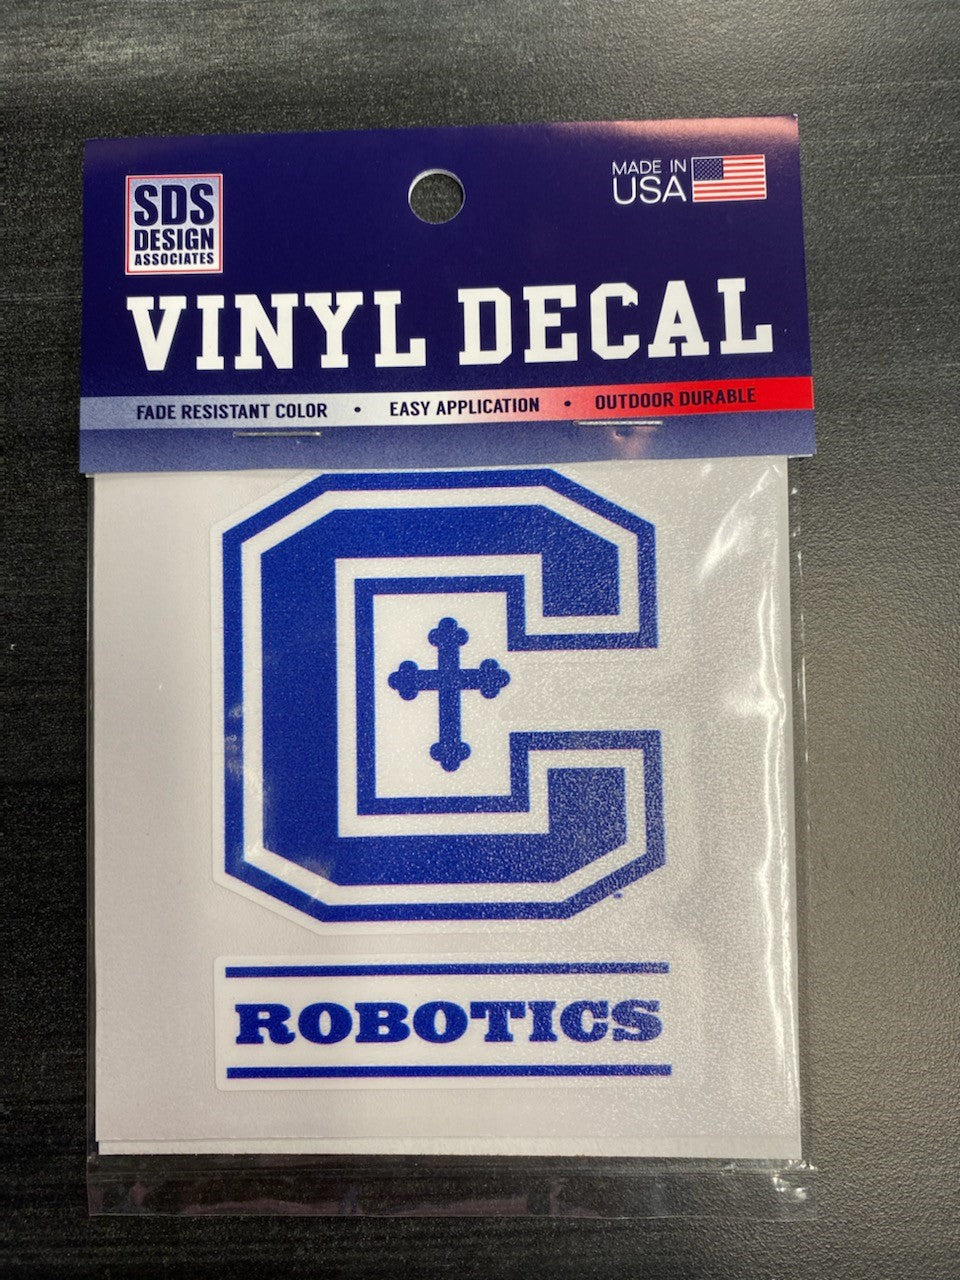 SDS
DESIGN
ASSOCIATES
MADE IN
USA
VINYL DECAL
FADE RESISTANT COLOR • EASY APPLICATION • OUTDOOR DURABLE
C
ROBOTICS